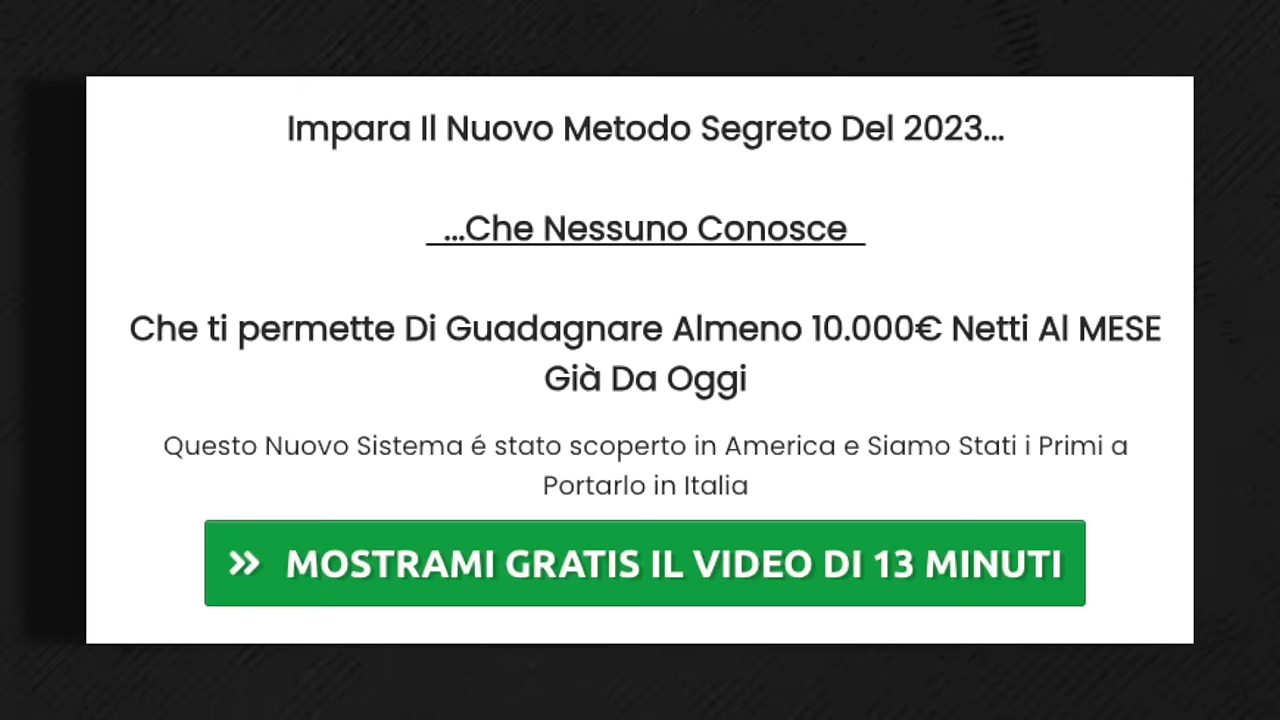 Impara Il Nuovo Metodo Segreto Del 2023...
...Che Nessuno Conosce
Che ti permette Di Guadagnare Almeno 10.000€ Netti Al MESE
Già Da Oggi
Questo Nuovo Sistema é stato scoperto in America e Siamo Stati i Primi a
Portarlo in Italia
» MOSTRAMI GRATIS IL VIDEO DI 13 MINUTI